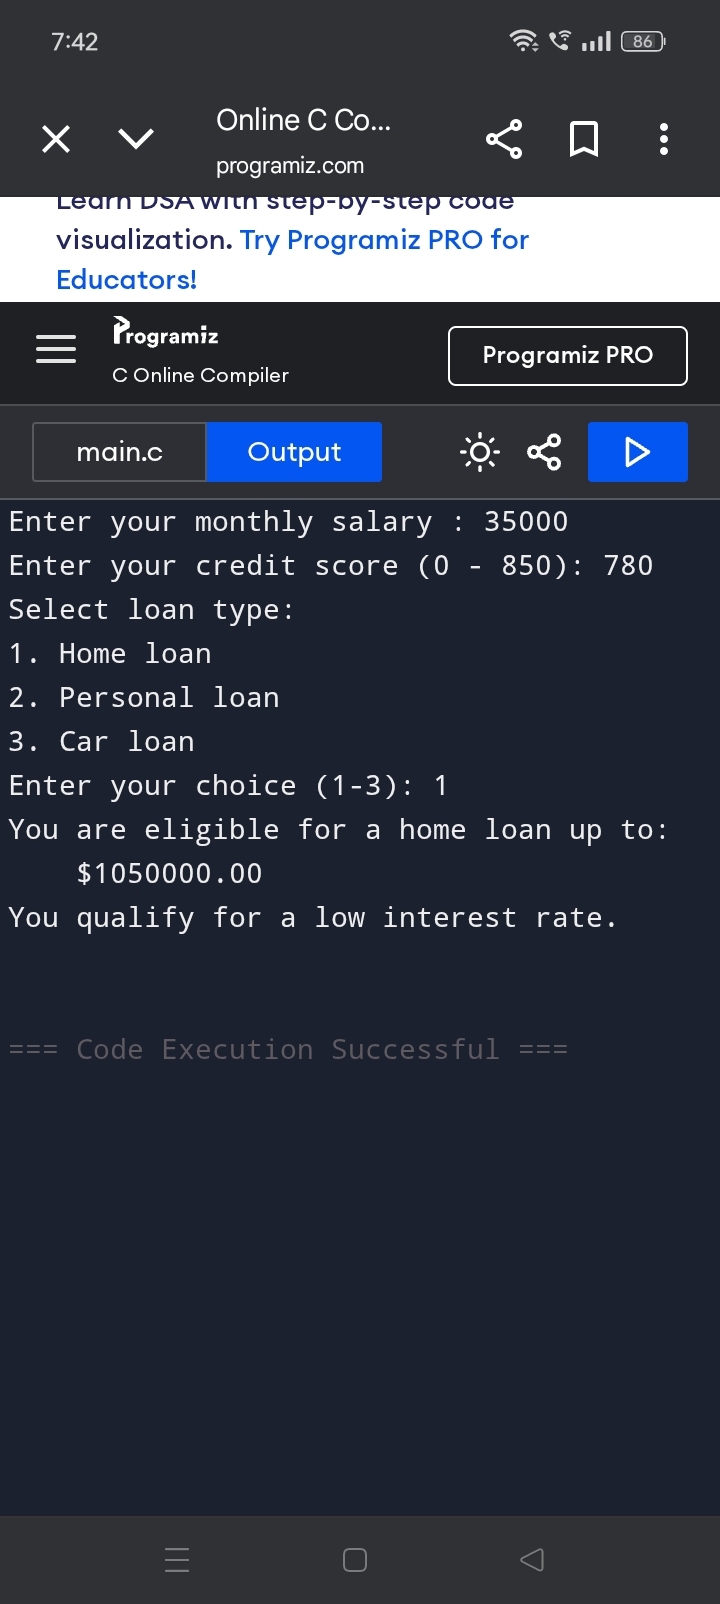 7:42
86
Online C Co...
programiz.com
Learn DSA with step-by-step code
visualization. Try Programiz PRO for
Educators!
Programiz
C Online Compiler
Programiz PRO
main.c
Output
Enter your monthly salary : 35000
Enter your credit score (0 - 850): 780
Select loan type:
1. Home loan
2. Personal loan
3. Car loan
Enter your choice (1-3): 1
You are eligible for a home loan up to:
    $1050000.00
You qualify for a low interest rate.
=== Code Execution Successful ===